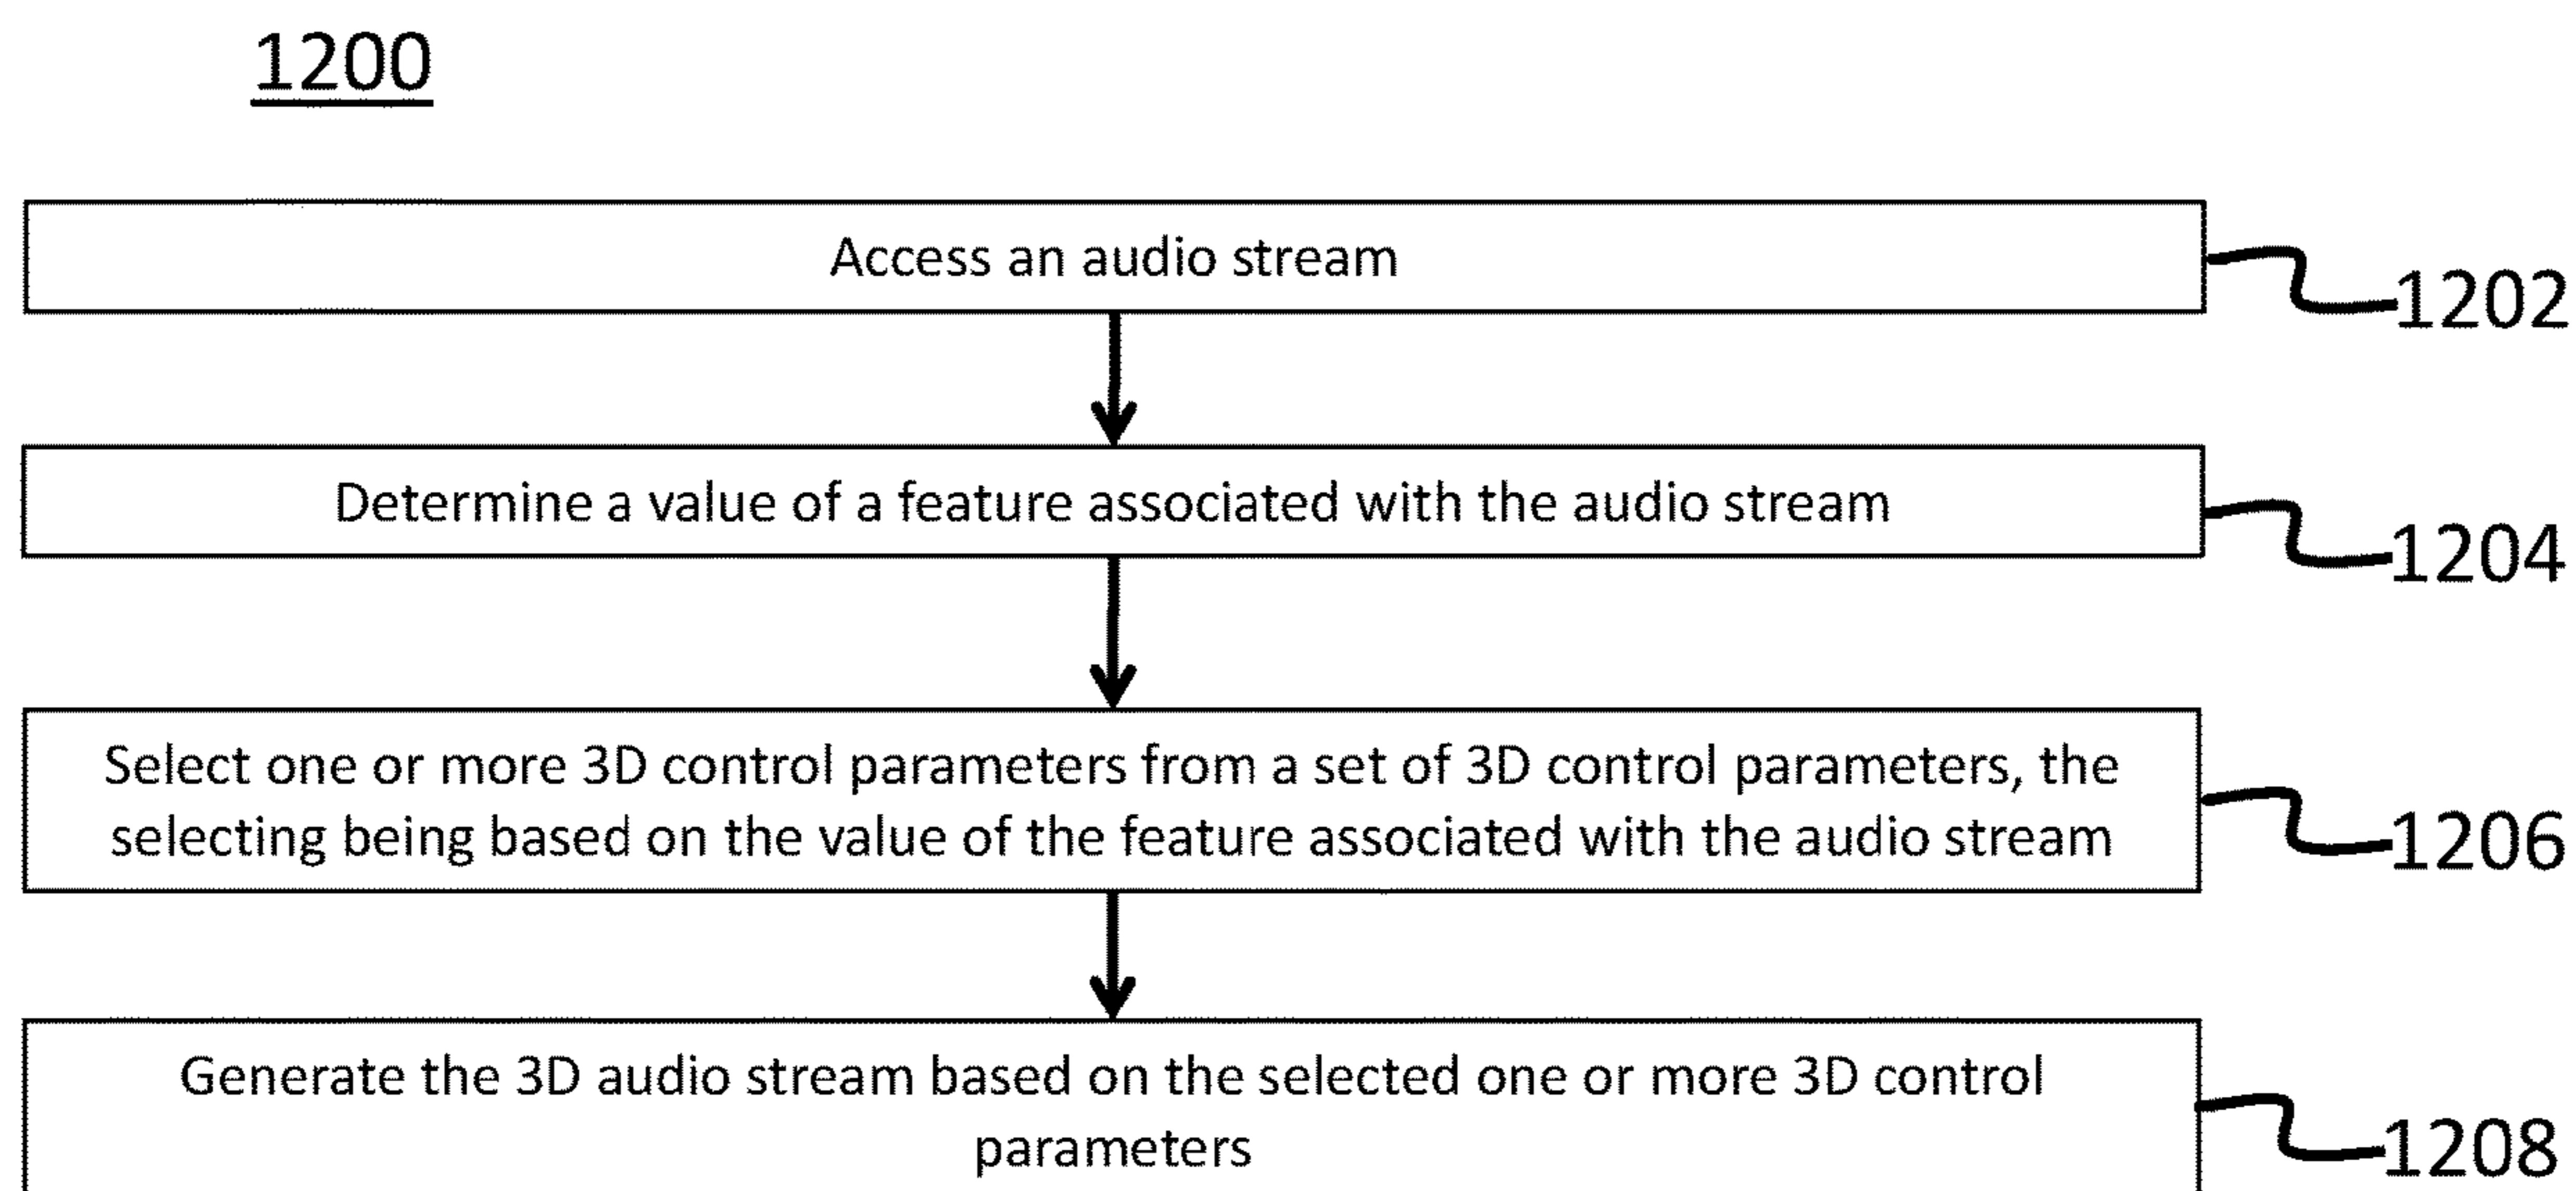 1200
Access an audio stream
1202
Determine a value of a feature associated with the audio stream
1204
Select one or more 3D control parameters from a set of 3D control parameters, the
selecting being based on the value of the feature associated with the audio stream
1206
Generate the 3D audio stream based on the selected one or more 3D control
parameters
1208